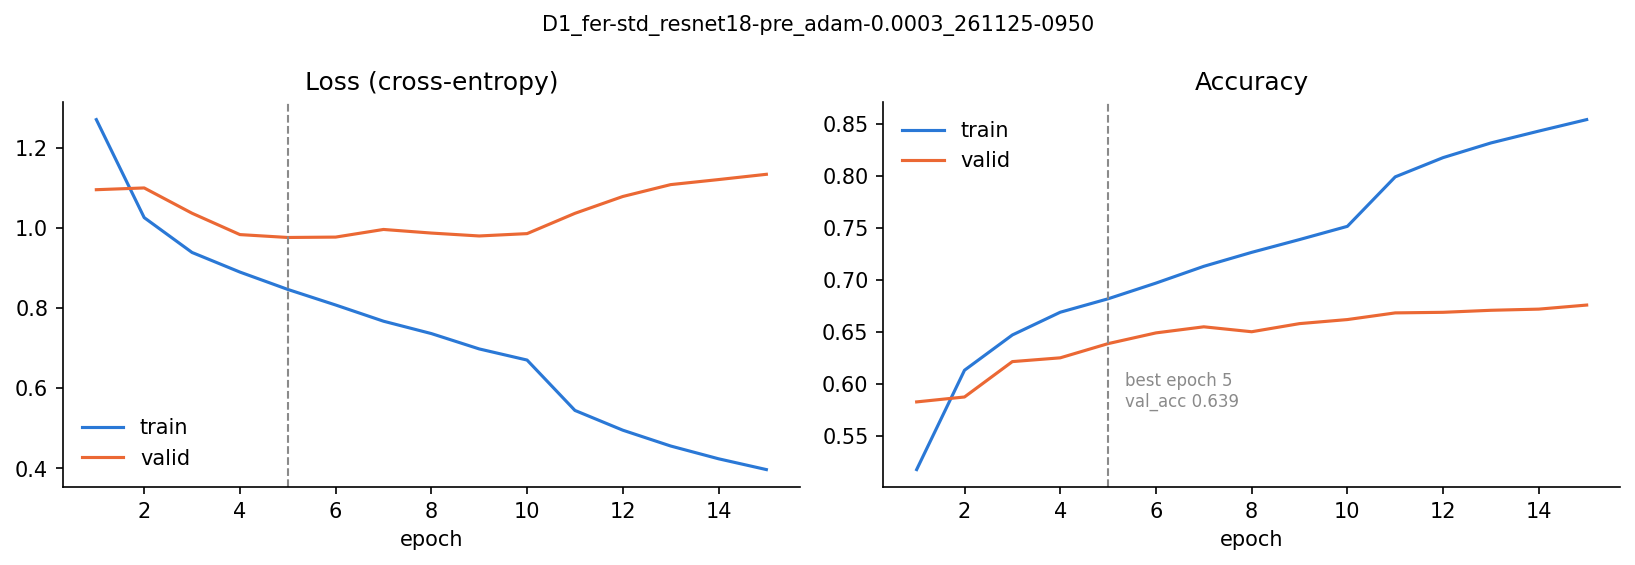 D1_fer-std_resnet18-pre_adam-0.0003_261125-0950
Loss (cross-entropy)
1.2
1.0
0.8
0.6
0.4
train
valid
2 4 6 8 10 12 14
epoch
Accuracy
0.85
0.80
0.75
0.70
0.65
0.60
0.55
train
valid
best epoch 5
val_acc 0.639
2 4 6 8 10 12 14
epoch